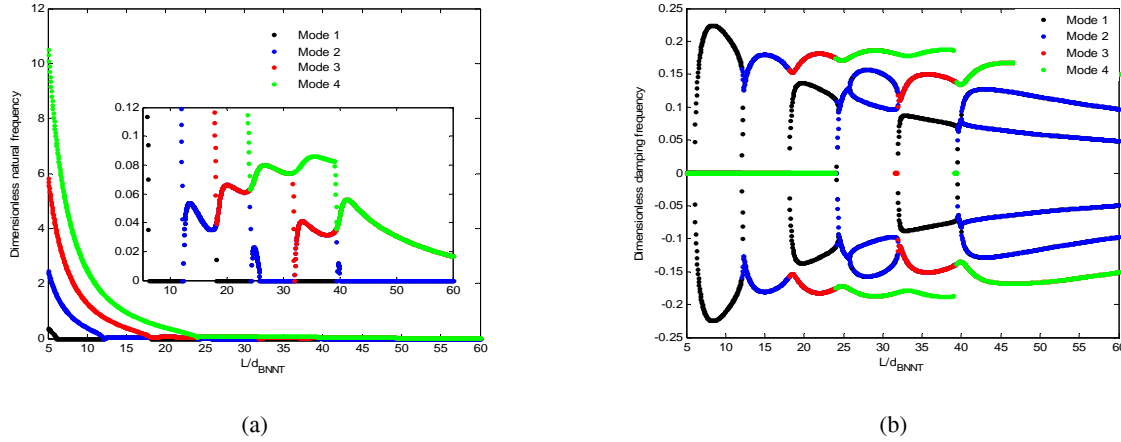 12
10
8
6
4
2
0
Dimensionless natural frequency
Mode 1
Mode 2
Mode 3
Mode 4
0.12
0.1
0.08
0.06
0.04
0.02
0
10 20 30 40 50 60
5 10 15 20 25 30 35 40 45 50 55 60
L/d_BNNT
(a)
0.25
0.2
0.15
0.1
0.05
0
-0.05
-0.1
-0.15
-0.2
-0.25
Dimensionless damping frequency
Mode 1
Mode 2
Mode 3
Mode 4
5 10 15 20 25 30 35 40 45 50 55 60
L/d_BNNT
(b)